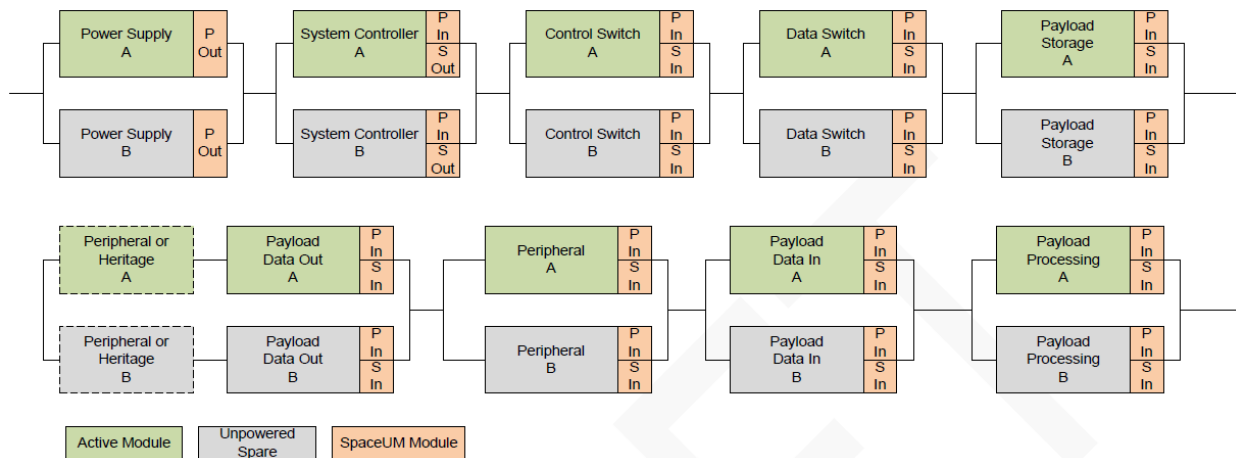 Power Supply
A
P
Out
System Controller
A
P
In
S
Out
Control Switch
A
P
In
S
In
Data Switch
A
P
In
S
In
Payload
Storage
A
P
In
S
In
Power Supply
B
P
Out
System Controller
B
P
In
S
Out
Control Switch
B
P
In
S
In
Data Switch
B
P
In
S
In
Payload
Storage
B
P
In
S
In
Peripheral or
Heritage
A
Payload
Data Out
A
P
In
S
In
Peripheral
A
P
In
S
In
Payload
Data In
A
P
In
S
In
Payload
Processing
A
P
In
S
In
Peripheral or
Heritage
B
Payload
Data Out
B
P
In
S
In
Peripheral
B
P
In
S
In
Payload
Data In
B
P
In
S
In
Payload
Processing
B
P
In
S
In
Active Module
Unpowered
Spare
SpaceUM Module